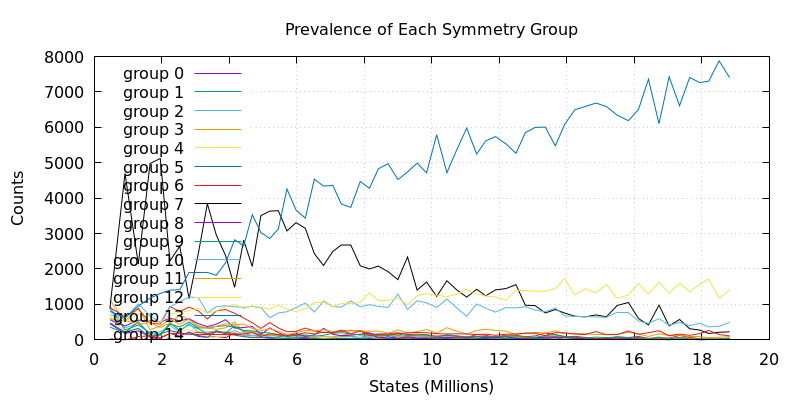 Prevalence of Each Symmetry Group
8000
7000
6000
5000
4000
3000
2000
1000
0
Counts
group 0
group 1
group 2
group 3
group 4
group 5
group 6
group 7
group 8
group 9
group 10
group 11
group 12
group 13
group 14
0 2 4 6 8 10 12 14 16 18 20
States (Millions)